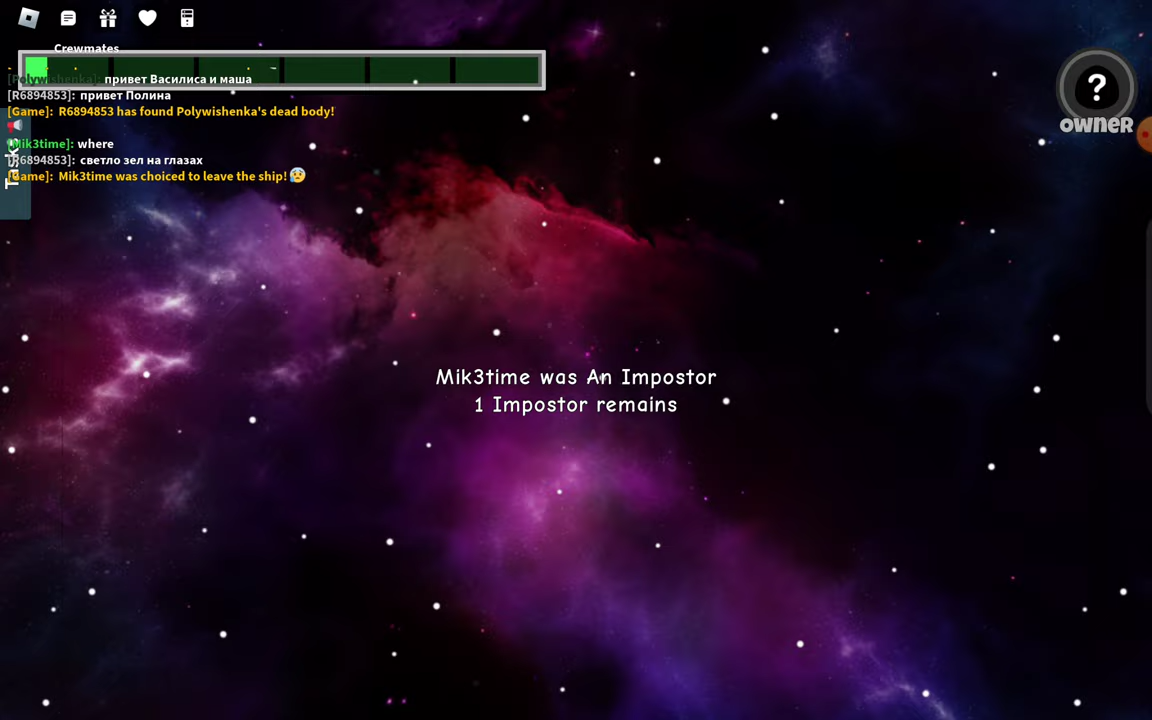 Crewmates
[Polywishenka]: привет Василиса и маша
[R6894853]: привет Полина
[Game]: R6894853 has found Polywishenka's dead body!
[Mik3time]: where
[R6894853]: светло зел на глазах
[Game]: Mik3time was choiced to leave the ship!😰
Tasks
?
OWNER
Mik3time was An Impostor
1 Impostor remains